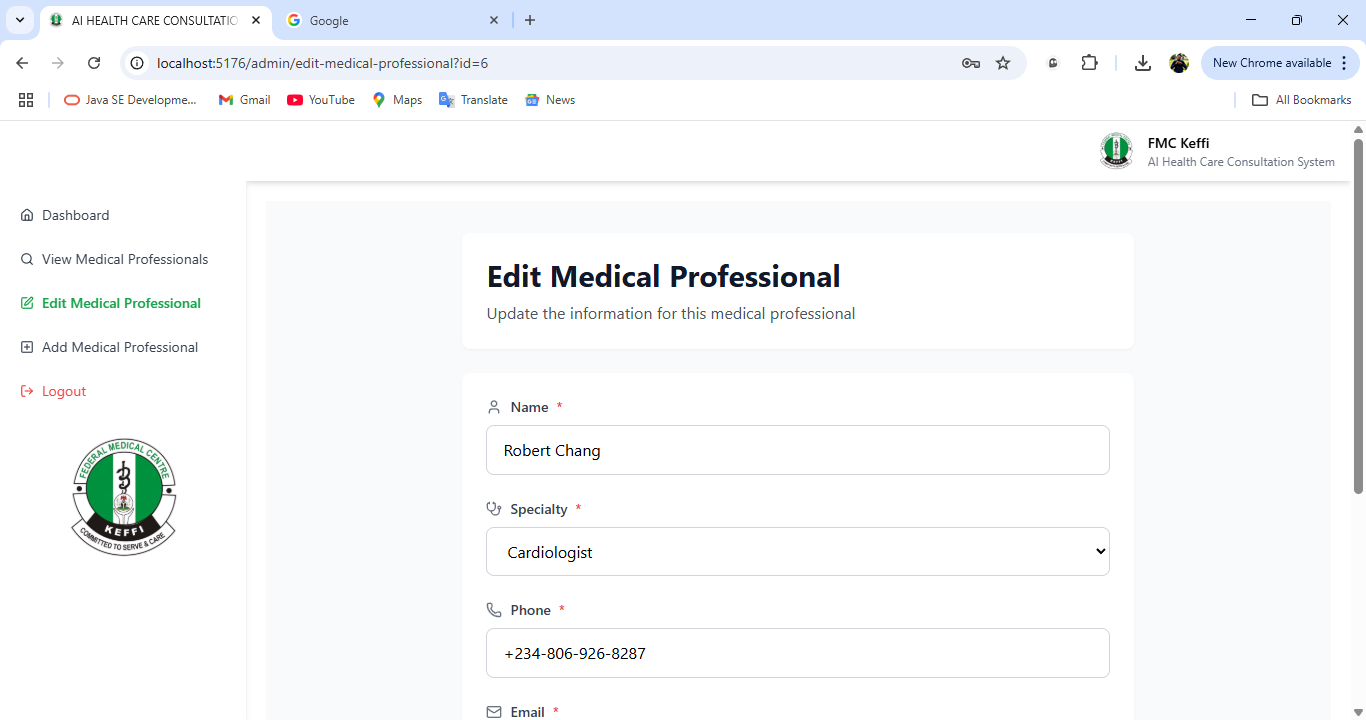 AI HEALTH CARE CONSULTATIO
Google
localhost:5176/admin/edit-medical-professional?id=6
New Chrome available
Java SE Developme...
Gmail
YouTube
Maps
Translate
News
All Bookmarks
FMC Keffi
AI Health Care Consultation System
Dashboard
View Medical Professionals
Edit Medical Professional
Add Medical Professional
Logout
FEDERAL MEDICAL CENTRE
KEFFI
COMMITTED TO SERVE & CARE
Edit Medical Professional
Update the information for this medical professional
Name *
Robert Chang
Specialty *
Cardiologist
Phone *
+234-806-926-8287
Email *